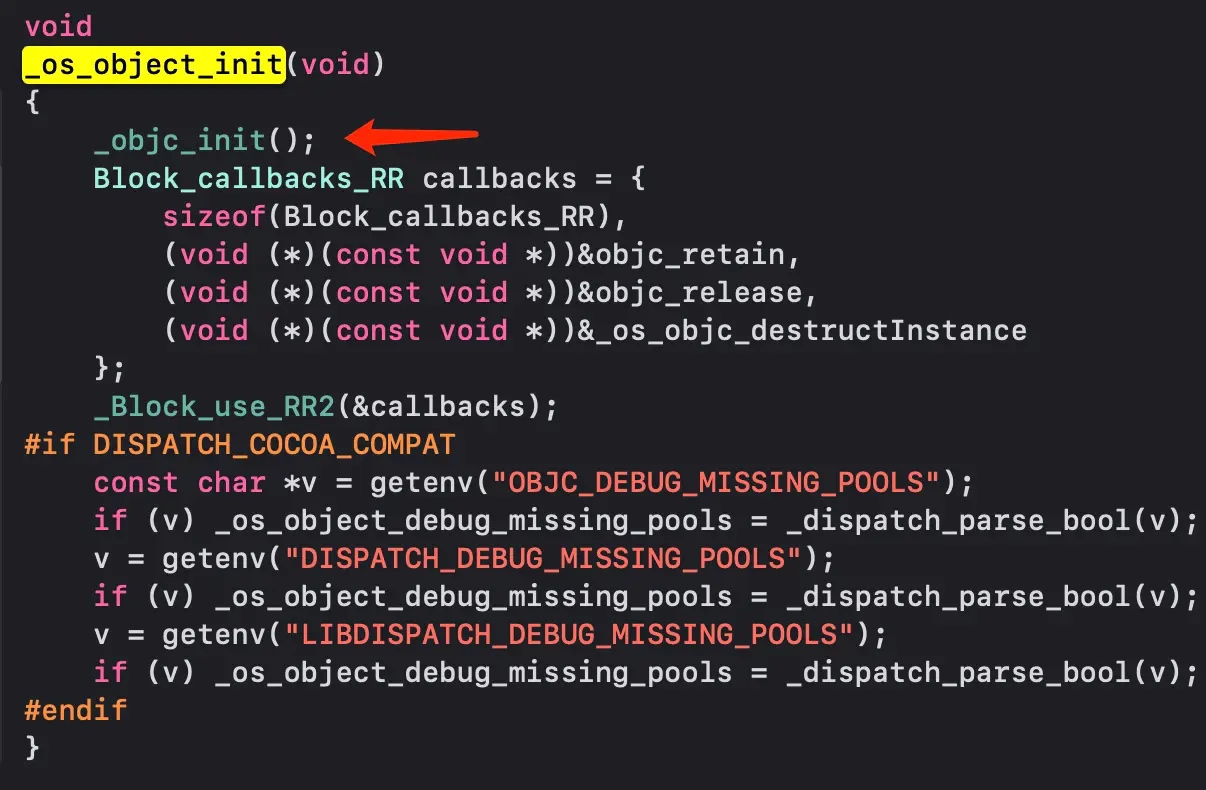 void
_os_object_init(void)
{
    _objc_init();
    Block_callbacks_RR callbacks = {
        sizeof(Block_callbacks_RR),
        (void (*)(const void *))&objc_retain,
        (void (*)(const void *))&objc_release,
        (void (*)(const void *))&_os_objc_destructInstance
    };
    _Block_use_RR2(&callbacks);
#if DISPATCH_COCOA_COMPAT
    const char *v = getenv("OBJC_DEBUG_MISSING_POOLS");
    if (v) _os_object_debug_missing_pools = _dispatch_parse_bool(v);
    v = getenv("DISPATCH_DEBUG_MISSING_POOLS");
    if (v) _os_object_debug_missing_pools = _dispatch_parse_bool(v);
    v = getenv("LIBDISPATCH_DEBUG_MISSING_POOLS");
    if (v) _os_object_debug_missing_pools = _dispatch_parse_bool(v);
#endif
}